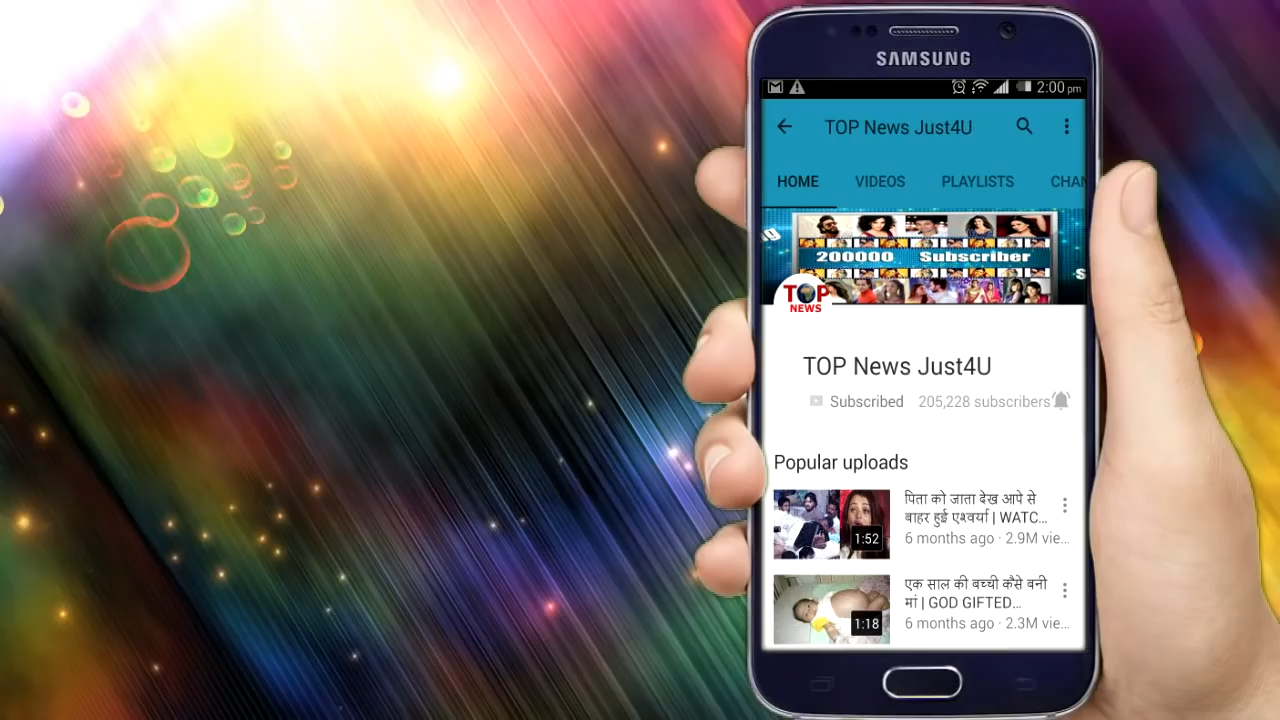 SAMSUNG
2:00 pm
TOP News Just4U
HOME VIDEOS PLAYLISTS CHAN
200000 Subscriber
TOP
NEWS
TOP News Just4U
Subscribed 205,228 subscribers
Popular uploads
पिता को जाता देख आपे से
बाहर हुई एश्वर्या | WATC...
6 months ago · 2.9M vie...
1:52
एक साल की बच्ची कैसे बनी
मां | GOD GIFTED...
6 months ago · 2.3M vie...
1:18